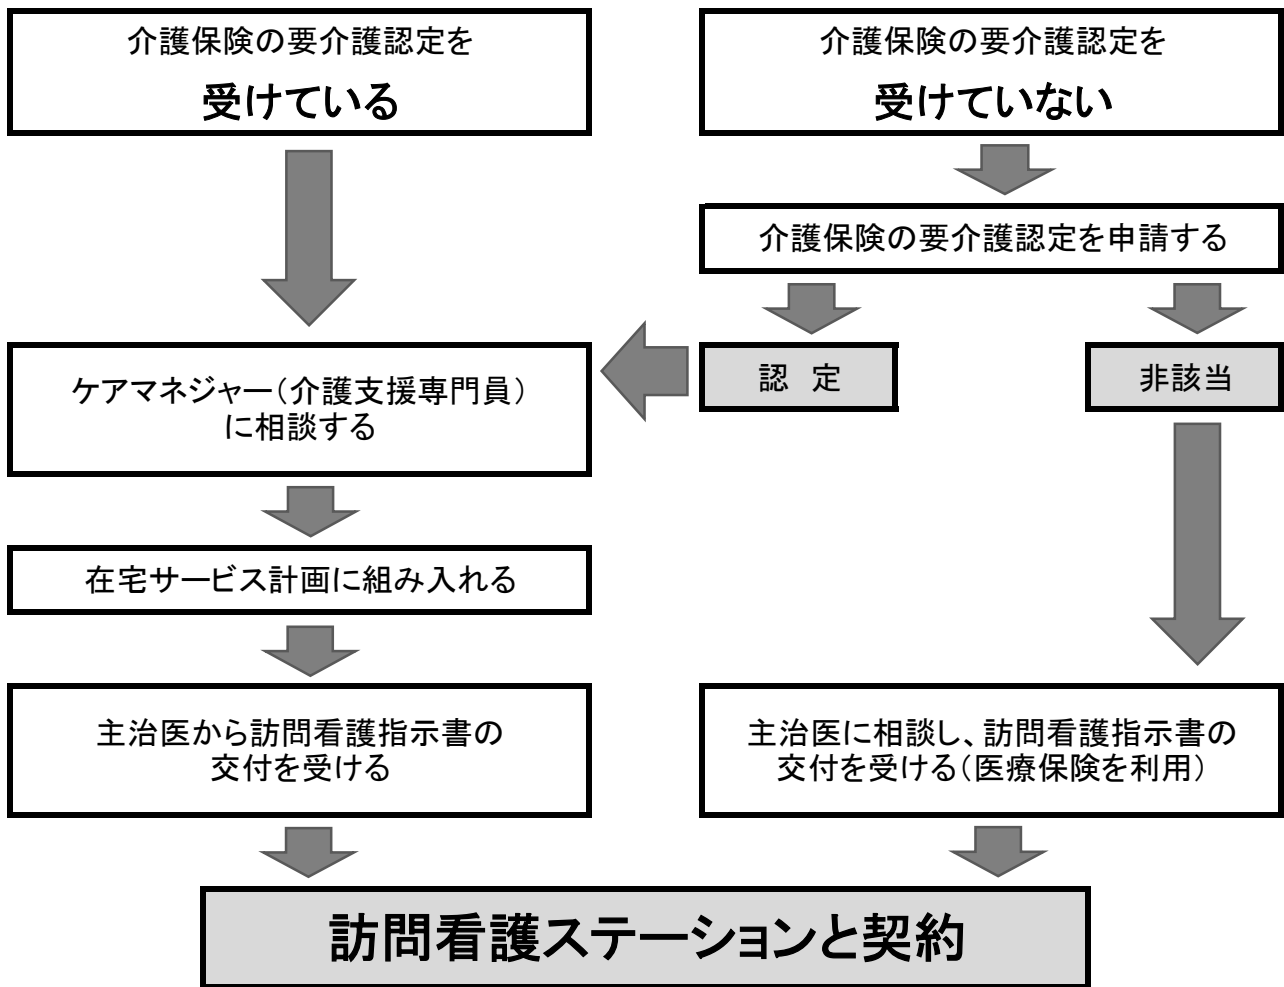 介護保険の要介護認定を
受けている
介護保険の要介護認定を
受けていない
介護保険の要介護認定を申請する
認 定
非該当
ケアマネジャー(介護支援専門員)
に相談する
在宅サービス計画に組み入れる
主治医から訪問看護指示書の
交付を受ける
主治医に相談し、訪問看護指示書の
交付を受ける(医療保険を利用)
訪問看護ステーションと契約